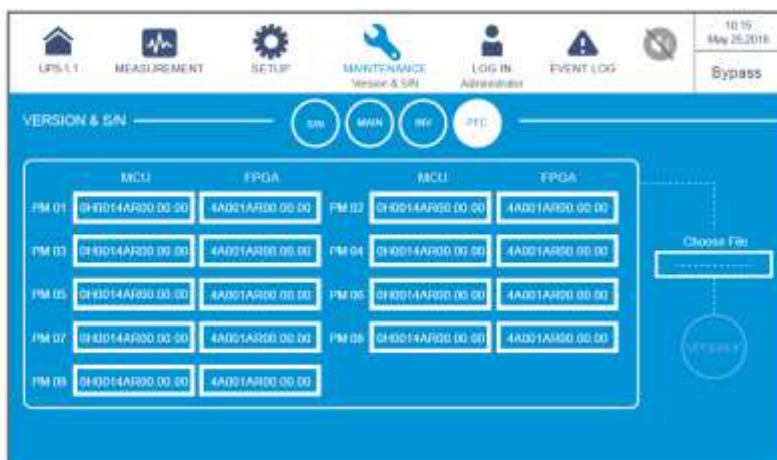 10:15
May 25,2016
UPS-1.1 MEASUREMENT SETUP MAINTENANCE LOG IN EVENT LOG
Version & S/N Administrator
Bypass
VERSION & S/N S/N MAIN INV PFC
MCU FPGA MCU FPGA
PM 01 0H0014AR00.00.00 4A001AR00.00.00 PM 02 0H0014AR00.00.00 4A001AR00.00.00
PM 03 0H0014AR00.00.00 4A001AR00.00.00 PM 04 0H0014AR00.00.00 4A001AR00.00.00
Choose File
PM 05 0H0014AR00.00.00 4A001AR00.00.00 PM 06 0H0014AR00.00.00 4A001AR00.00.00
PM 07 0H0014AR00.00.00 4A001AR00.00.00 PM 08 0H0014AR00.00.00 4A001AR00.00.00
UPGRADE
PM 09 0H0014AR00.00.00 4A001AR00.00.00